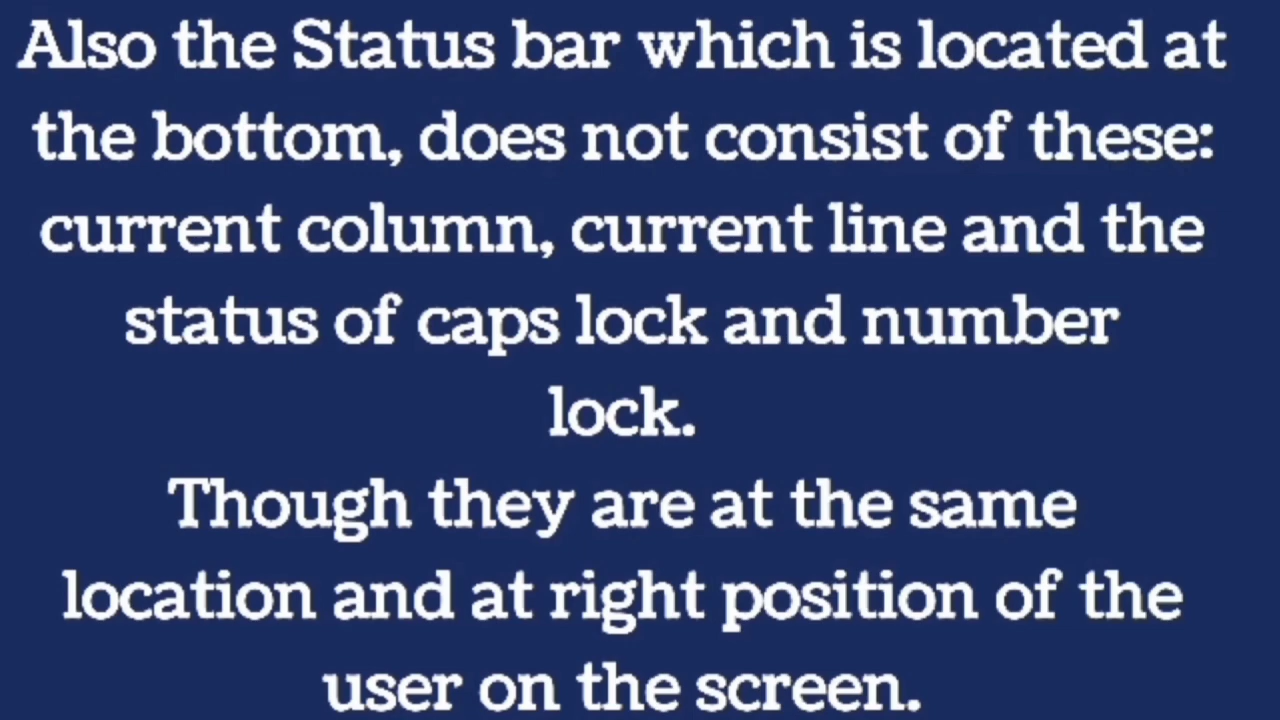 Also the Status bar which is located at
the bottom, does not consist of these:
current column, current line and the
status of caps lock and number
lock.
Though they are at the same
location and at right position of the
user on the screen.